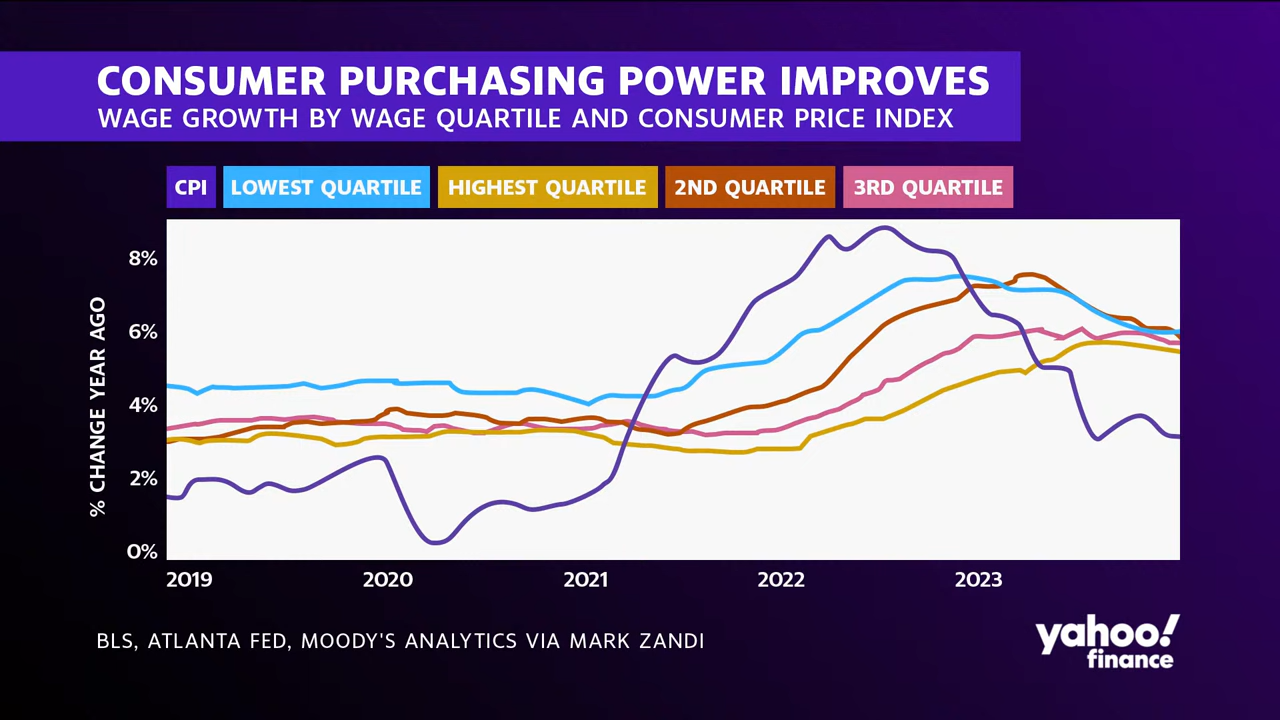 CONSUMER PURCHASING POWER IMPROVES
WAGE GROWTH BY WAGE QUARTILE AND CONSUMER PRICE INDEX
CPI LOWEST QUARTILE HIGHEST QUARTILE 2ND QUARTILE 3RD QUARTILE
% CHANGE YEAR AGO
8%
6%
4%
2%
0%
2019 2020 2021 2022 2023
BLS, ATLANTA FED, MOODY'S ANALYTICS VIA MARK ZANDI
yahoo!
finance